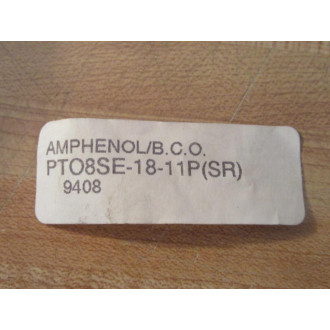 AMPHENOL/B.C.O.
PTO8SE-18-11P(SR)
9408